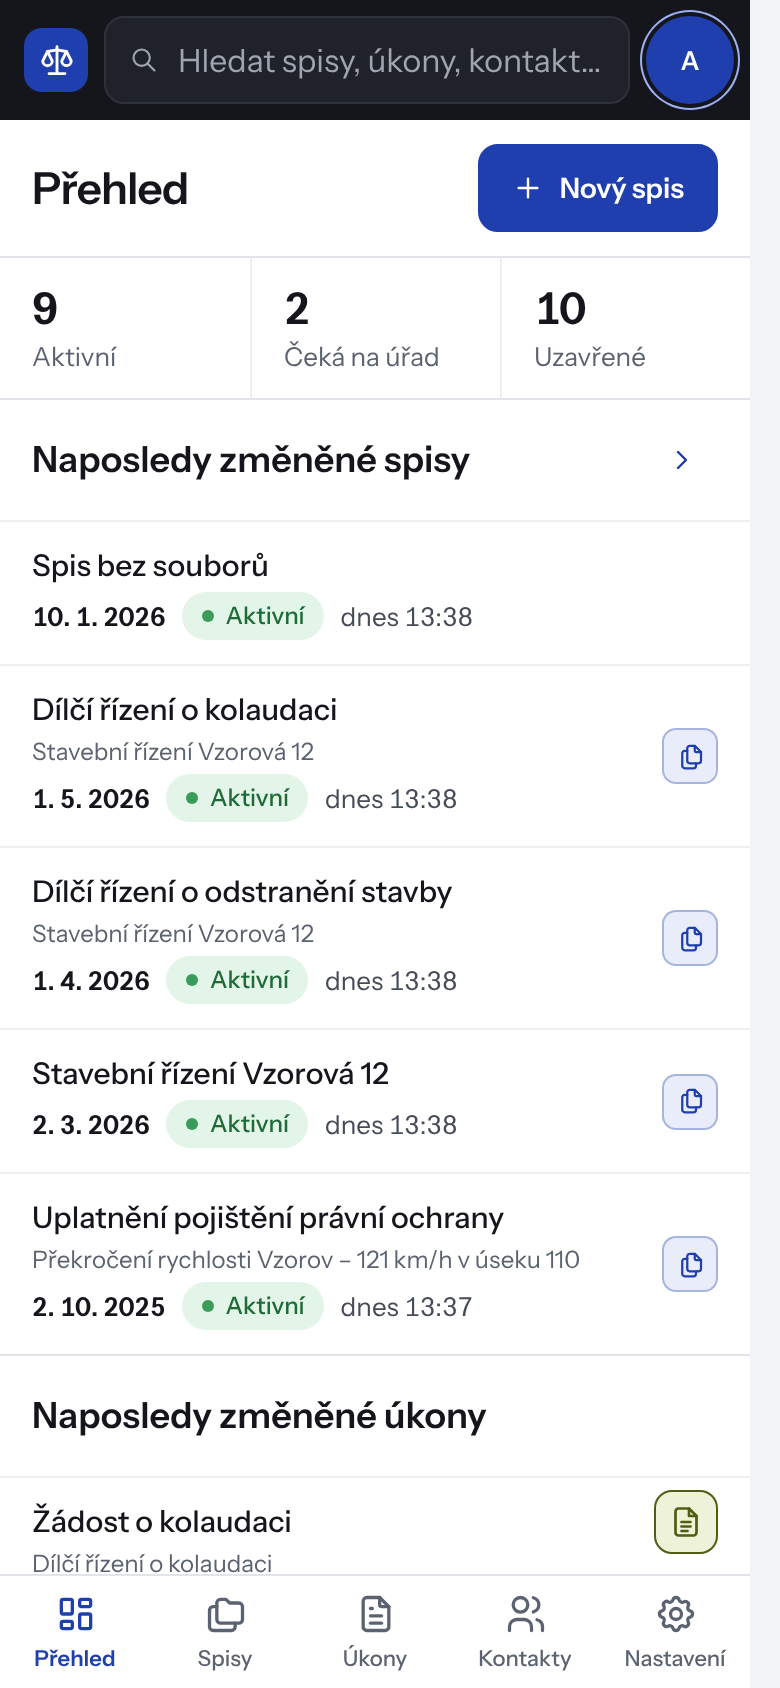 Hledat spisy, úkony, kontakt...
A
Přehled
Nový spis
9
2
10
Aktivní
Čeká na úřad
Uzavřené
Naposledy změněné spisy
Spis bez souborů
10. 1. 2026 Aktivní dnes 13:38
Dílčí řízení o kolaudaci
Stavební řízení Vzorová 12
1. 5. 2026 Aktivní dnes 13:38
Dílčí řízení o odstranění stavby
Stavební řízení Vzorová 12
1. 4. 2026 Aktivní dnes 13:38
Stavební řízení Vzorová 12
2. 3. 2026 Aktivní dnes 13:38
Uplatnění pojištění právní ochrany
Překročení rychlosti Vzorov – 121 km/h v úseku 110
2. 10. 2025 Aktivní dnes 13:37
Naposledy změněné úkony
Žádost o kolaudaci
Dílčí řízení o kolaudaci
Přehled
Spisy
Úkony
Kontakty
Nastavení